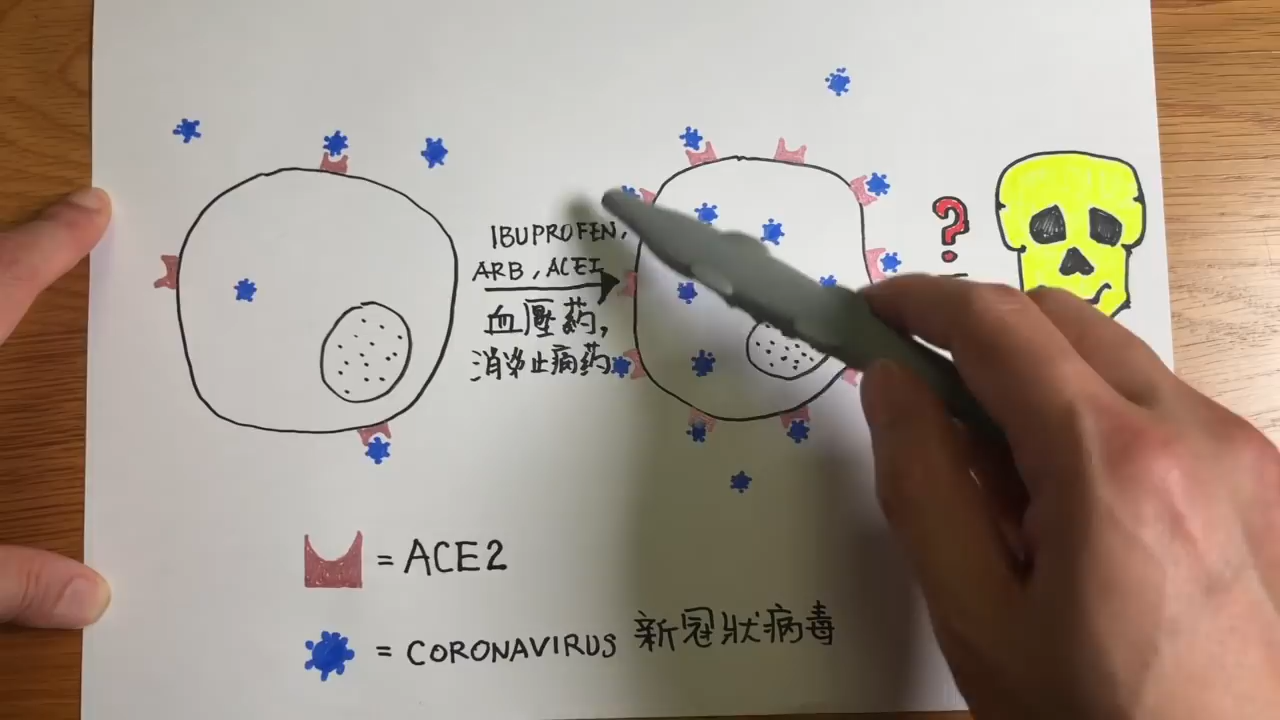 IBUPROFEN,
ARB, ACEI
血壓药,
消炎止痛药
?
= ACE2
= CORONAVIRUS 新冠狀病毒